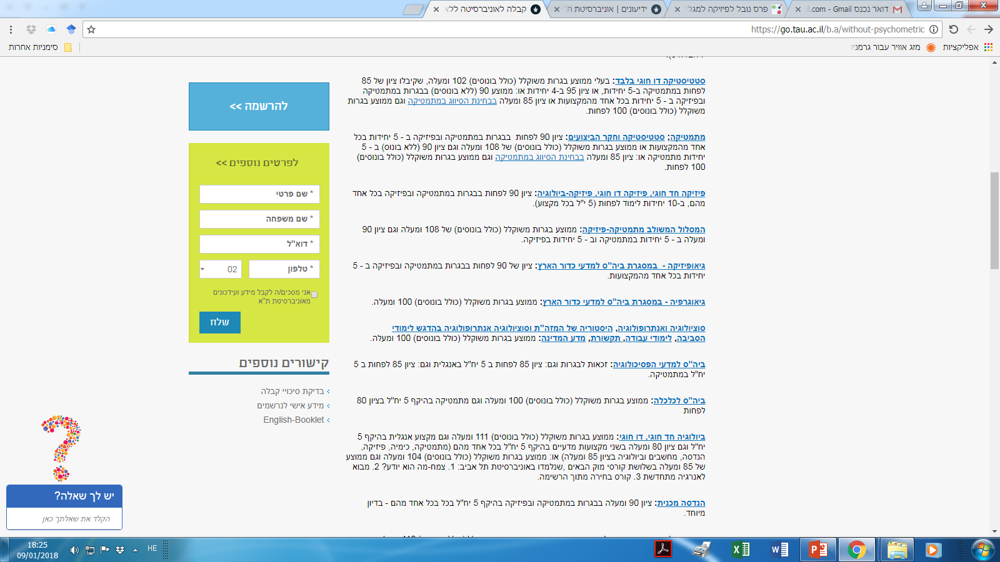 דואר נכנס
l.com - Gmail
פרס נובל לפיזיקה למגלי
ידיעונים | אוניברסיטת ת
קבלה לאוניברסיטה ללא
https://go.tau.ac.il/b.a/without-psychometric
אפליקציות
מזג אוויר עבור גרמניו
סימניות אחרות
סטטיסטיקה דו חוגי בלבד: בעלי ממוצע בגרות משוקלל (כולל בונוסים) 102 ומעלה, שקיבלו ציון של 85
לפחות במתמטיקה ב-5 יחידות, או ציון 95 ב-4 יחידות או: ממוצע 90 (ללא בונוסים) בבגרות במתמטיקה
ובפיזיקה ב - 5 יחידות בכל אחד מהמקצועות או ציון 85 ומעלה בבחינת הסיווג במתמטיקה וגם ממוצע בגרות
משוקלל (כולל בונוסים) 100 לפחות.
מתמטיקה; סטטיסטיקה וחקר הביצועים: ציון 90 לפחות בבגרות במתמטיקה ובפיזיקה ב - 5 יחידות בכל
אחד מהמקצועות או ממוצע בגרות משוקלל (כולל בונוסים) של 108 ומעלה וגם ציון 90 (ללא בונוס) ב - 5
יחידות מתמטיקה או: ציון 85 ומעלה בבחינת הסיווג במתמטיקה וגם ממוצע בגרות משוקלל (כולל בונוסים)
100 לפחות.
פיזיקה חד חוגי, פיזיקה דו חוגי, פיזיקה-ביולוגיה: ציון 90 לפחות בבגרות במתמטיקה ובפיזיקה בכל אחד
מהם, ב-10 יחידות לימוד לפחות (5 י"ל בכל מקצוע).
המסלול המשולב מתמטיקה-פיזיקה: ממוצע בגרות משוקלל (כולל בונוסים) של 108 ומעלה וגם ציון 90
ומעלה ב - 5 יחידות במתמטיקה וב - 5 יחידות בפיזיקה.
גיאופיזיקה - במסגרת ביה"ס למדעי כדור הארץ: ציון של 90 לפחות בבגרות במתמטיקה ובפיזיקה ב - 5
יחידות בכל אחד מהמקצועות.
גיאוגרפיה - במסגרת ביה"ס למדעי כדור הארץ: ממוצע בגרות משוקלל (כולל בונוסים) 100 ומעלה.
סוציולוגיה ואנתרופולוגיה, היסטוריה של המזה"ת וסוציולוגיה אנתרופולוגיה בהדגש לימודי
הסביבה, לימודי עבודה, תקשורת, מדע המדינה: ממוצע בגרות משוקלל (כולל בונוסים) 100 ומעלה.
ביה"ס למדעי הפסיכולוגיה: זכאות לבגרות וגם: ציון 85 לפחות ב 5 יח"ל באנגלית וגם: ציון 85 לפחות ב 5
יח"ל במתמטיקה.
ביה"ס לכלכלה: ממוצע בגרות משוקלל (כולל בונוסים) 100 ומעלה וגם מתמטיקה בהיקף 5 יח"ל בציון 80
לפחות
ביולוגיה חד חוגי, דו חוגי: ממוצע בגרות משוקלל (כולל בונוסים) 111 ומעלה וגם מקצוע אנגלית בהיקף 5
יח"ל וגם ציון 80 ומעלה בשני מקצועות מדעיים בהיקף 5 יח"ל בכל אחד מהם (מתמטיקה, כימיה, פיזיקה,
הנדסה, מחשבים וביולוגיה בציון 85 ומעלה) או: ממוצע בגרות משוקלל (כולל בונוסים) 104 ומעלה וגם ממוצע
של 85 ומעלה בשלושת קורסי מוק הבאים ,שנלמדו באוניברסיטת תל אביב: 1. צמח-מה הוא יודע? 2. מבוא
לאנרגיה מתחדשת 3. קורס בחירה מתוך הרשימה.
הנדסה מכנית: ציון 90 ומעלה בבגרות במתמטיקה ובפיזיקה בהיקף 5 יח"ל בכל בכל אחד מהם - בדיון
מיוחד.
להרשמה >>
לפרטים נוספים >>
* שם פרטי
* שם משפחה
* דוא"ל
* טלפון
02
אני מסכים/ה לקבל מידע ועידכונים
מאוניברסיטת ת"א
שלח
קישורים נוספים
בדיקת סיכויי קבלה
מידע אישי לנרשמים
English-Booklet
יש לך שאלה?
הקלד את שאלתך כאן
HE
18:25
09/01/2018